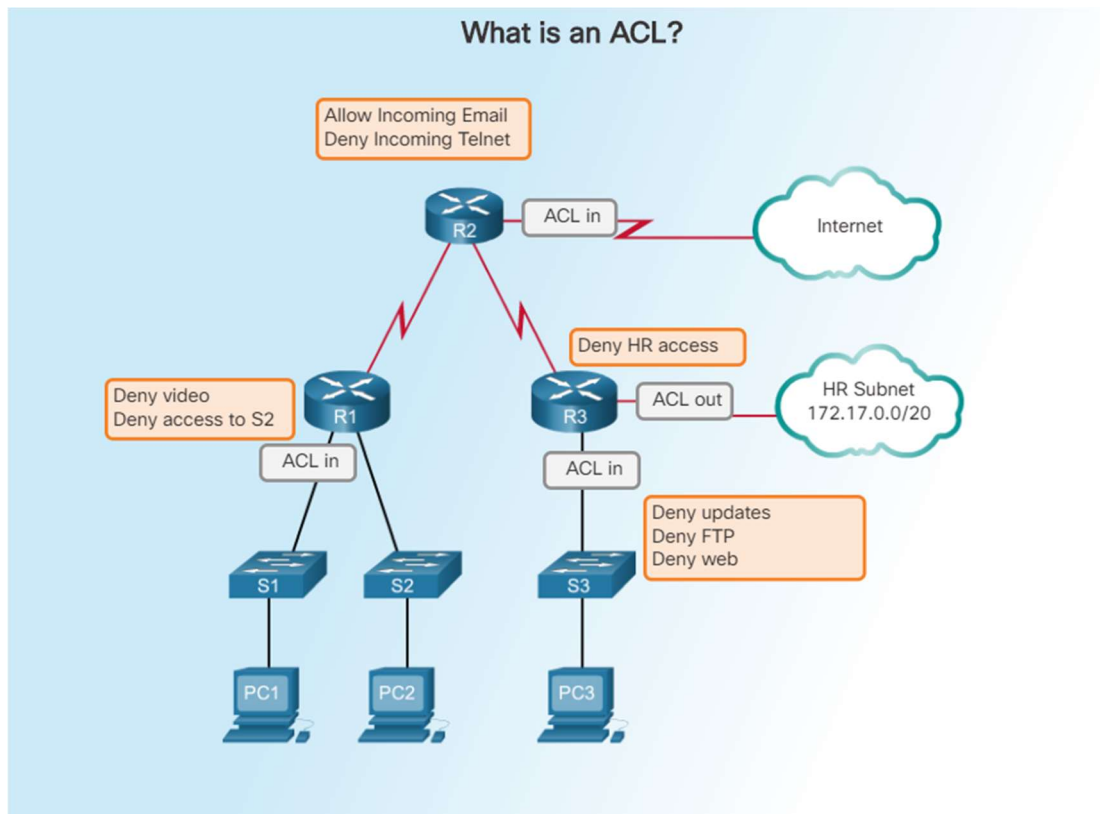 What is an ACL?
Allow Incoming Email
Deny Incoming Telnet
R2
ACL in
Internet
Deny HR access
Deny video
Deny access to S2
R1
R3
ACL out
HR Subnet
172.17.0.0/20
ACL in
ACL in
Deny updates
Deny FTP
Deny web
S1
S2
S3
PC1
PC2
PC3